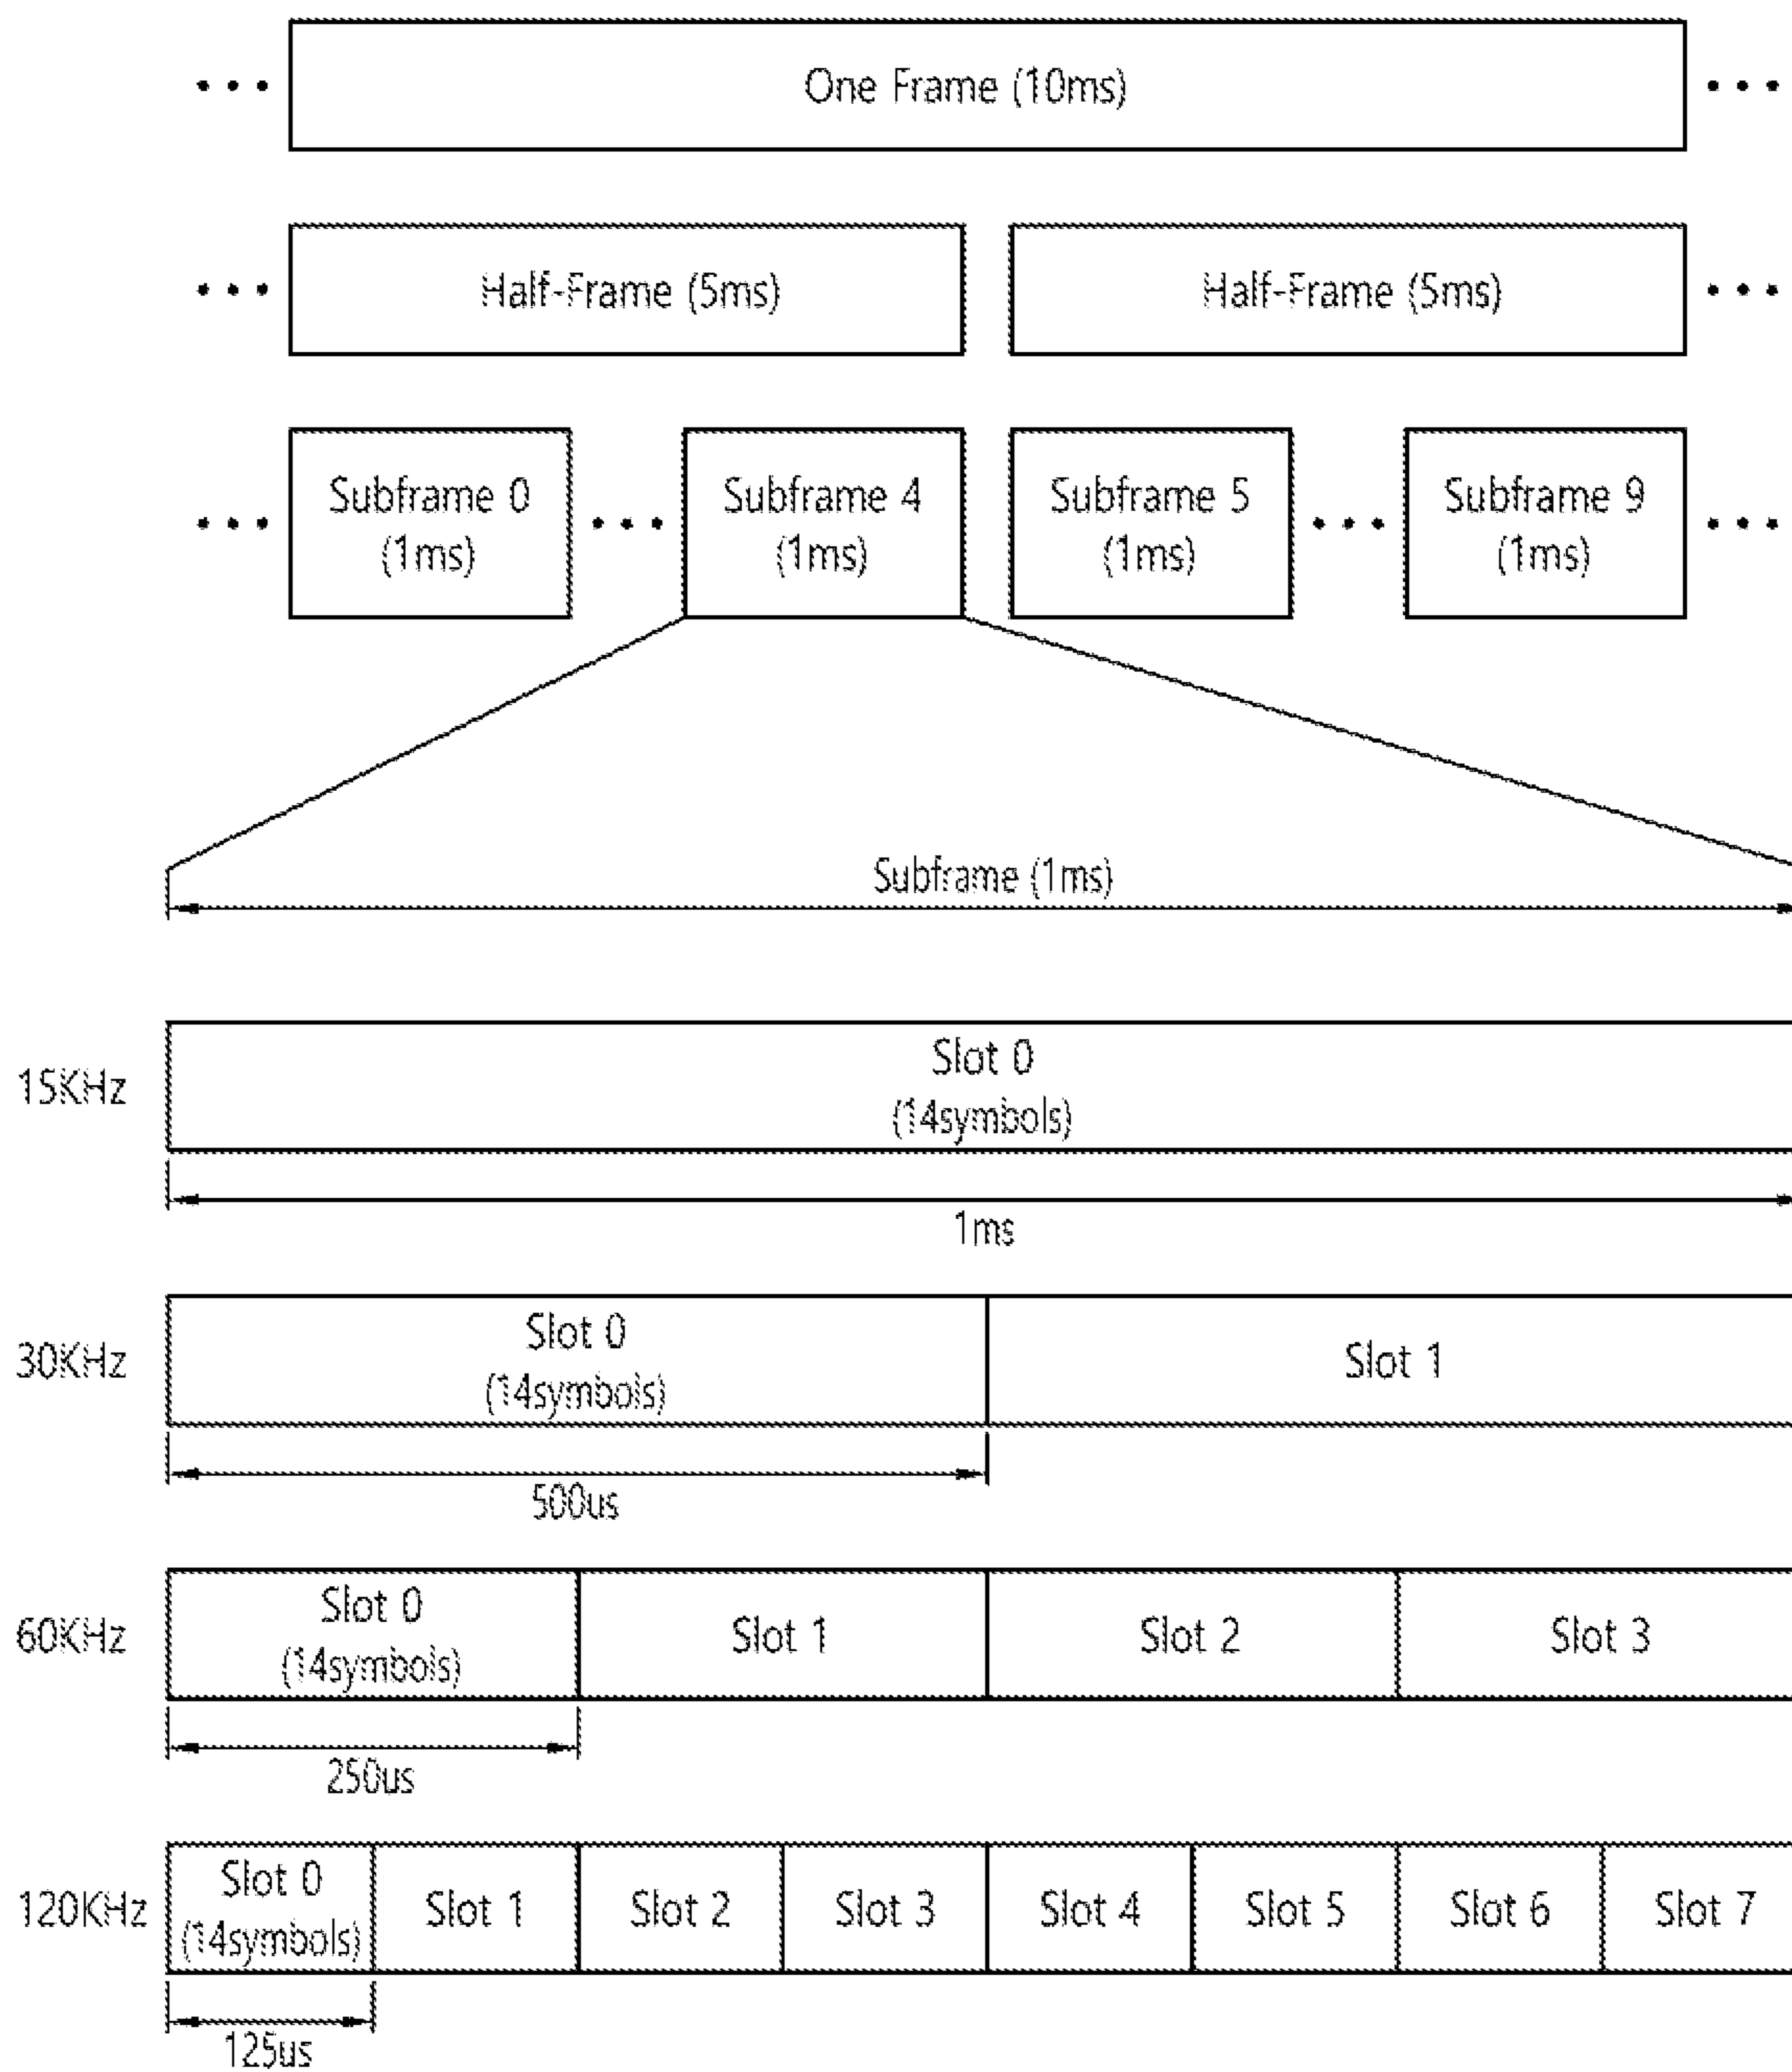 One Frame (10ms)
Half-Frame (5ms)
Half-Frame (5ms)
Subframe 0
(1ms)
Subframe 4
(1ms)
Subframe 5
(1ms)
Subframe 9
(1ms)
Subframe (1ms)
15KHz
Slot 0
(14symbols)
1ms
30KHz
Slot 0
(14symbols)
Slot 1
500us
60KHz
Slot 0
(14symbols)
Slot 1
Slot 2
Slot 3
250us
120KHz
Slot 0
(14symbols)
Slot 1
Slot 2
Slot 3
Slot 4
Slot 5
Slot 6
Slot 7
125us